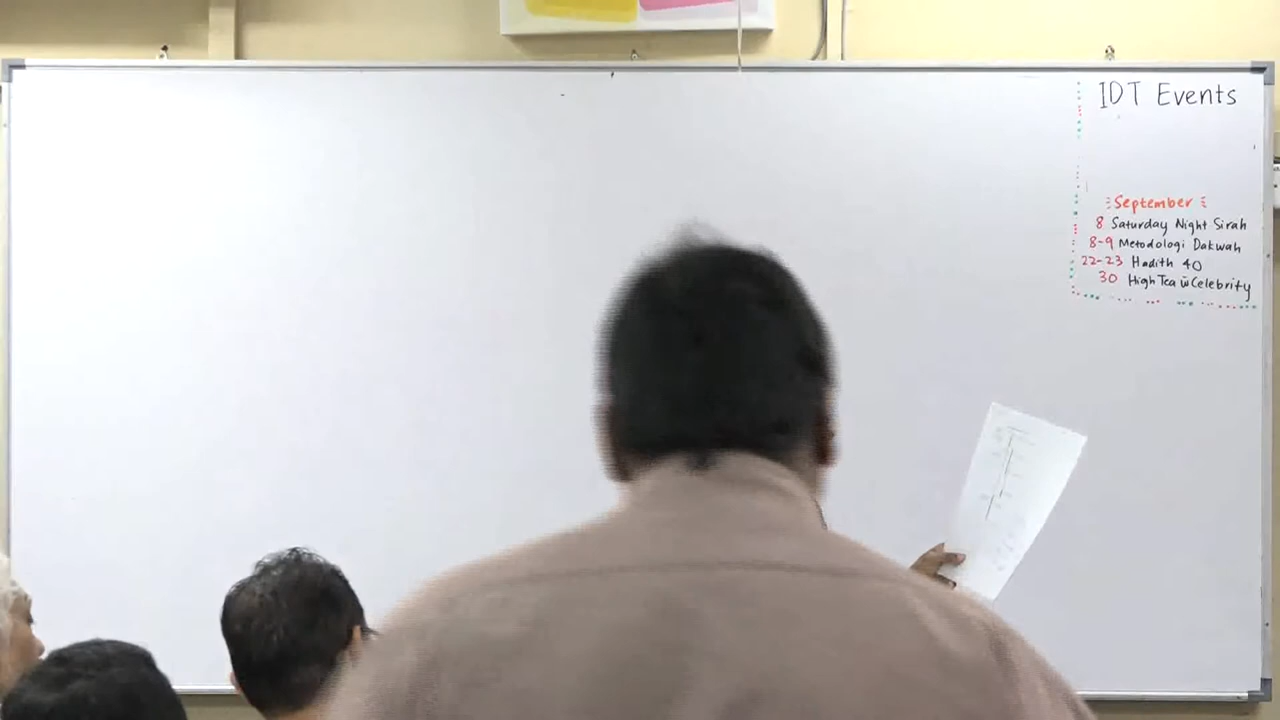 IDT Events
September
8 Saturday Night Sirah
8-9 Metodologi Dakwah
22-23 Hadith 40
30 High Tea w Celebrity